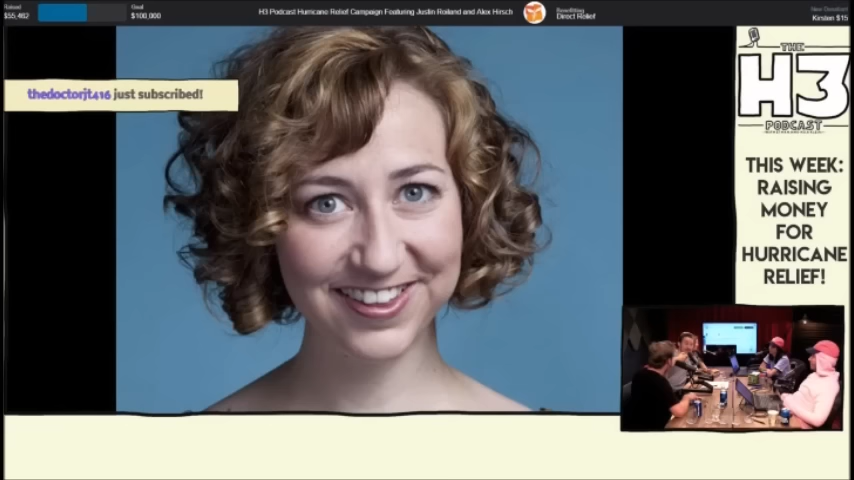 Raised
$55,462
Goal
$100,000
H3 Podcast Hurricane Relief Campaign Featuring Justin Roiland and Alex Hirsch
Benefiting
Direct Relief
New Donation!
Kirsten $15
thedoctorjt416 just subscribed!
THE
H3
PODCAST
THIS WEEK:
RAISING
MONEY
FOR
HURRICANE
RELIEF!